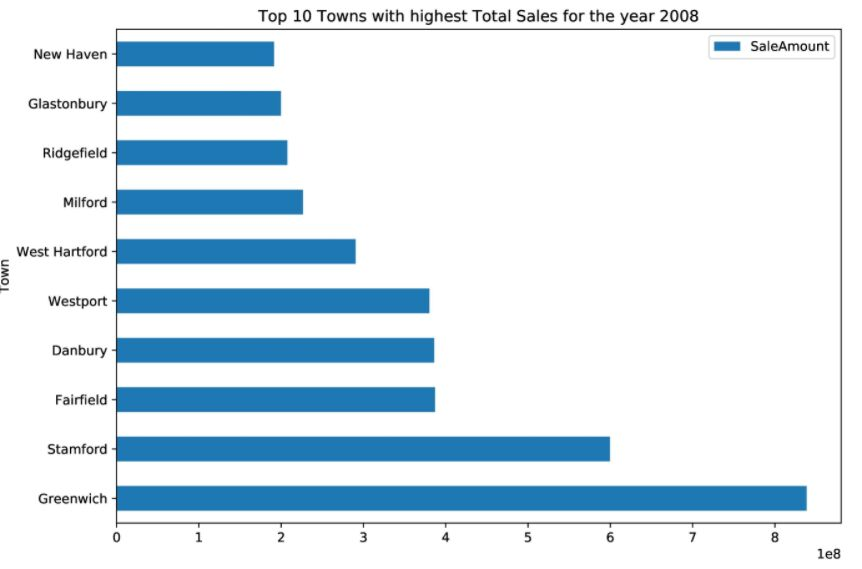 Top 10 Towns with highest Total Sales for the year 2008
SaleAmount
New Haven
Glastonbury
Ridgefield
Milford
West Hartford
Westport
Danbury
Fairfield
Stamford
Greenwich
Town
0 1 2 3 4 5 6 7 8
1e8